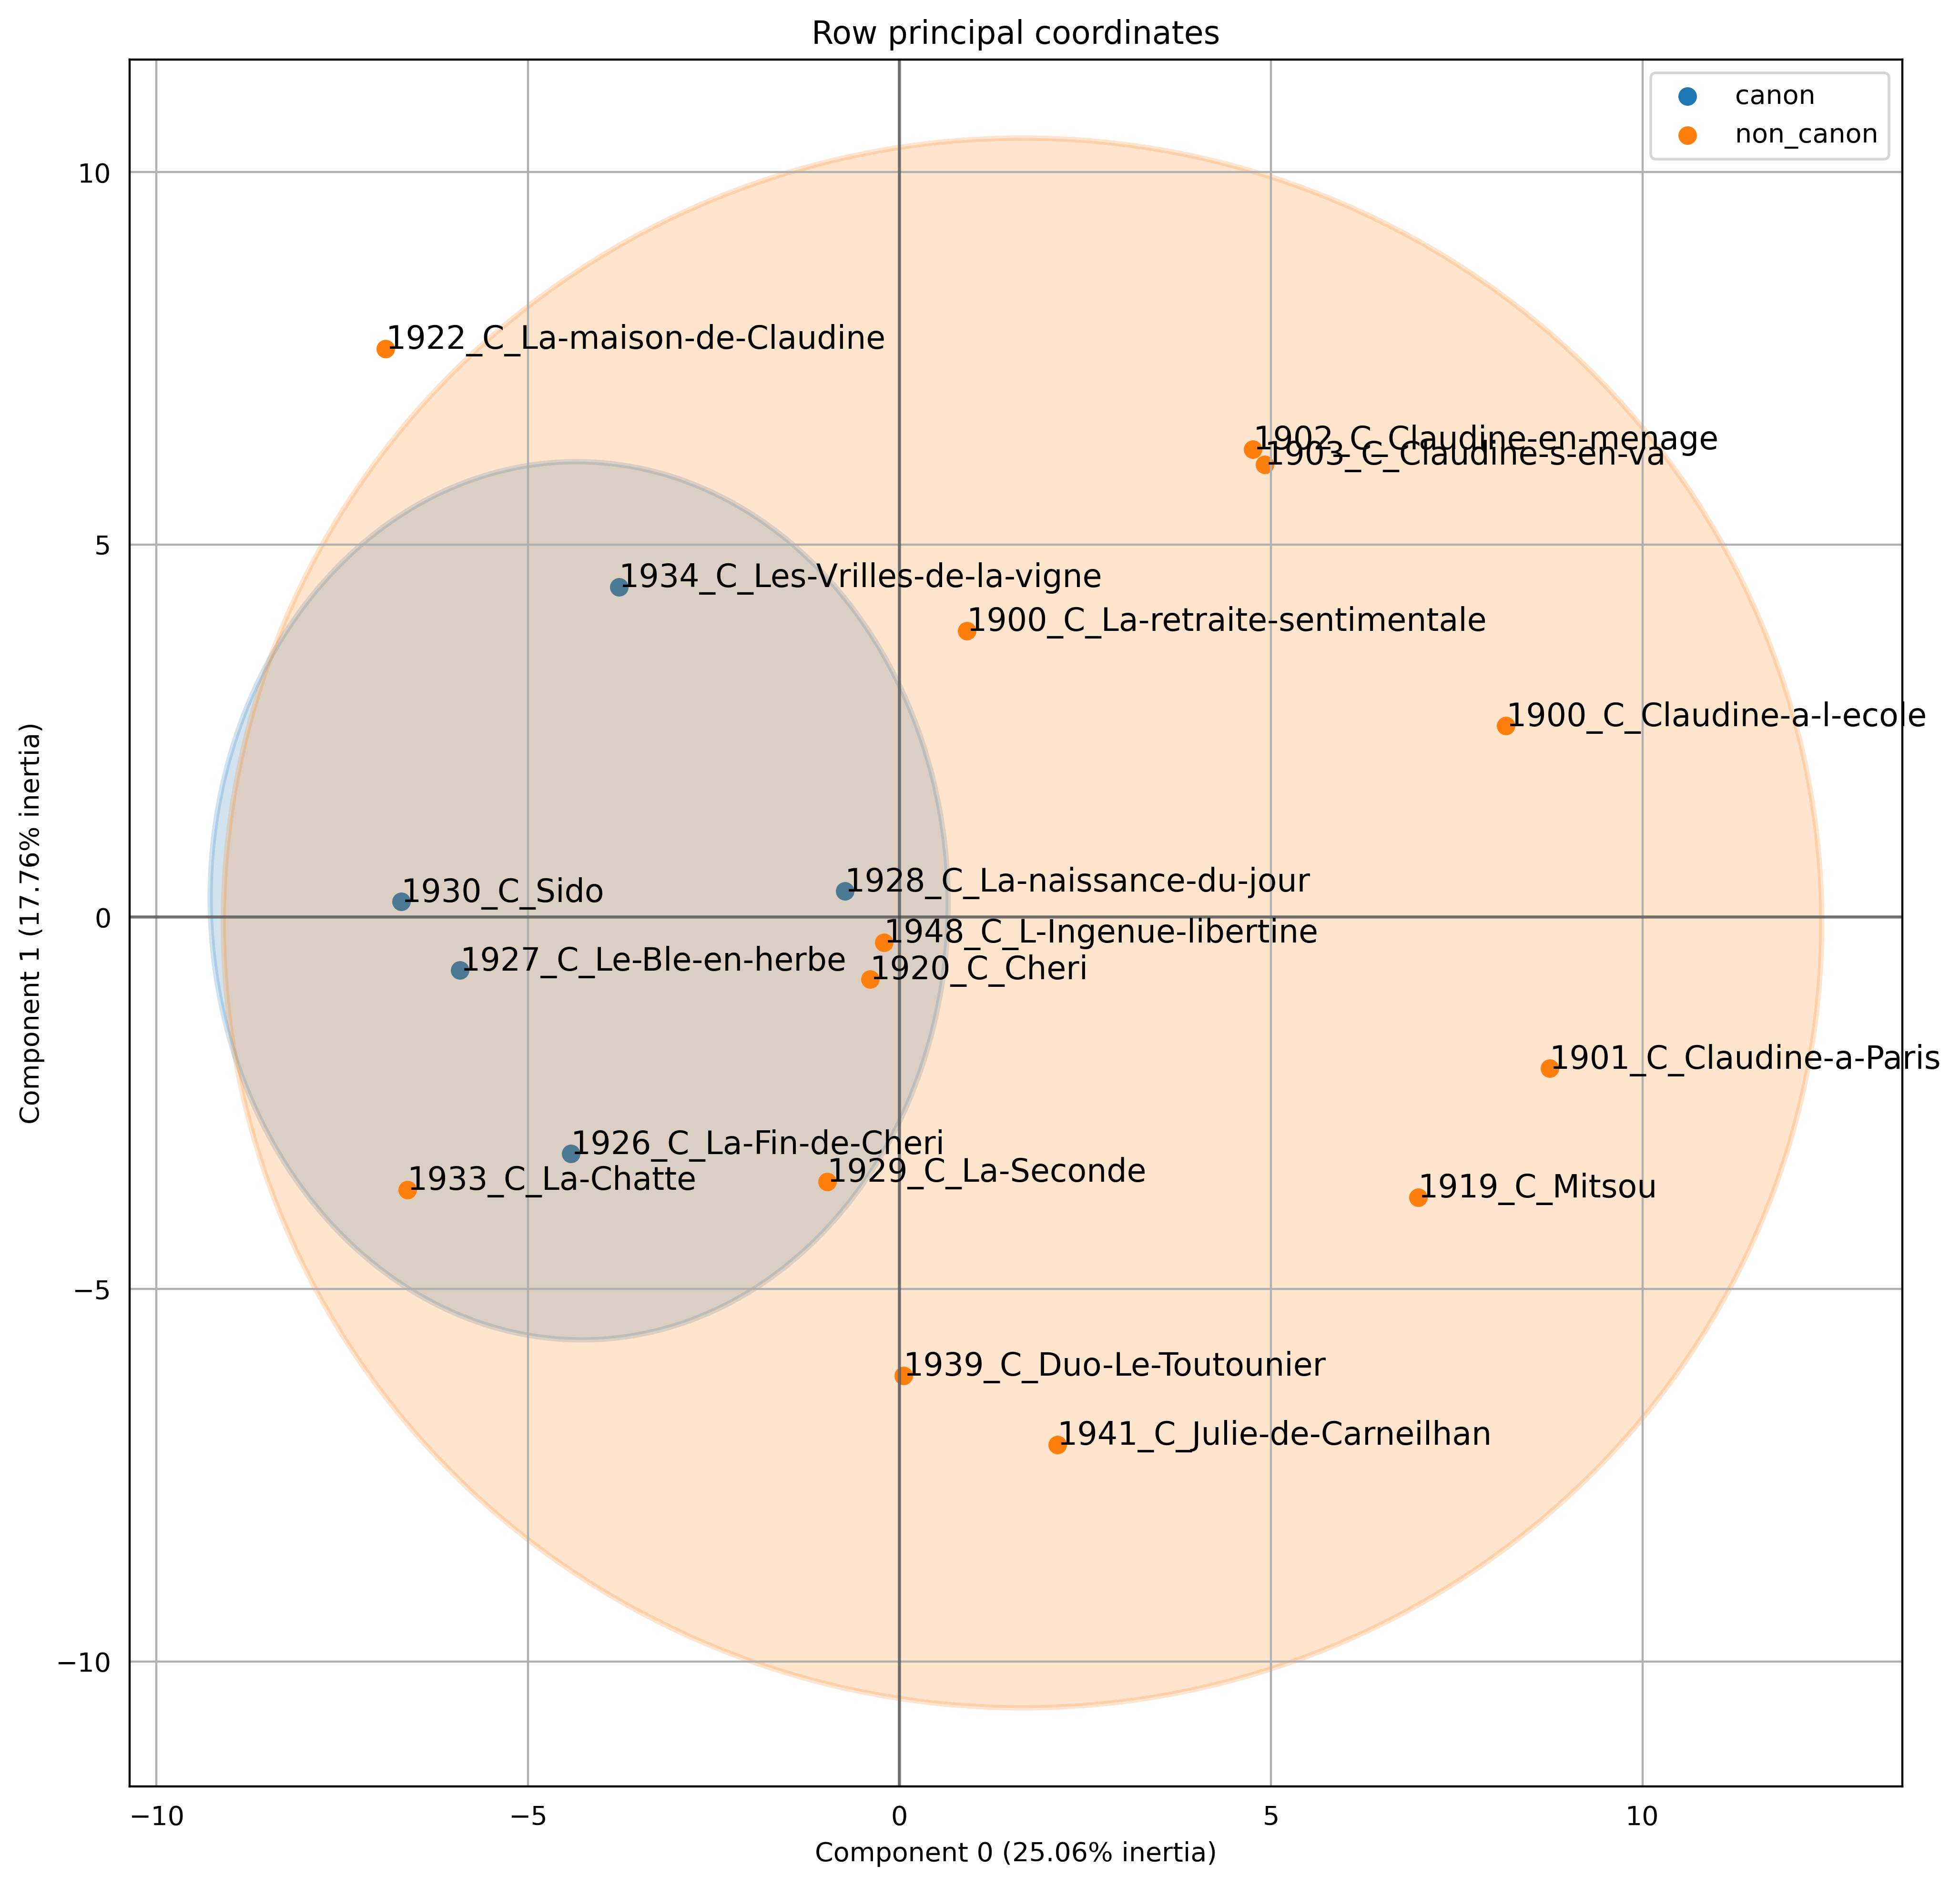 Row principal coordinates
canon
non_canon
10
5
0
−5
−10
Component 1 (17.76% inertia)
1922_C_La-maison-de-Claudine
1902_C_Claudine-en-menage
1903_C_Claudine-s-en-va
1934_C_Les-Vrilles-de-la-vigne
1900_C_La-retraite-sentimentale
1900_C_Claudine-a-l-ecole
1930_C_Sido
1928_C_La-naissance-du-jour
1948_C_L-Ingenue-libertine
1927_C_Le-Ble-en-herbe
1920_C_Cheri
1901_C_Claudine-a-Paris
1926_C_La-Fin-de-Cheri
1929_C_La-Seconde
1933_C_La-Chatte
1919_C_Mitsou
1939_C_Duo-Le-Toutounier
1941_C_Julie-de-Carneilhan
−10
−5
0
5
10
Component 0 (25.06% inertia)